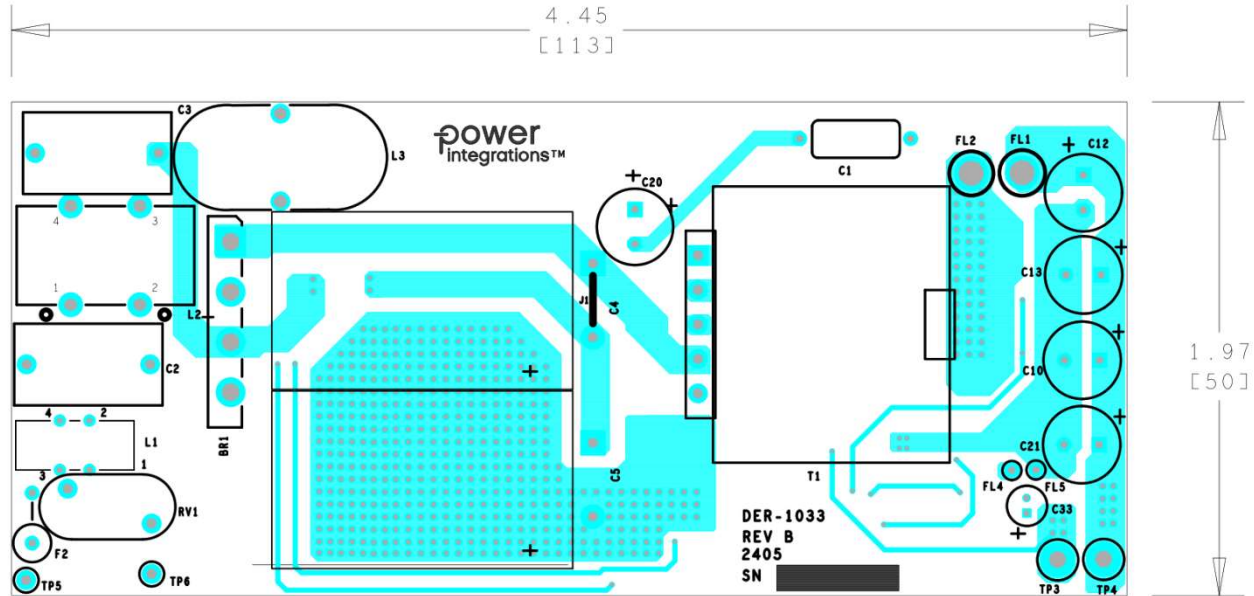 4.45
[113]
C3
L3
power
integrations™
C1
FL2
FL1
+
C12
+
C20
+
4
3
1
2
L2
C13
+
J1
C4
1.97
[50]
C2
+
C10
+
4
2
L1
BR1
+
3
1
C21
T1
C5
FL4
FL5
RV1
C33
+
F2
DER-1033
REV B
2405
SN
+
TP5
TP6
TP3
TP4